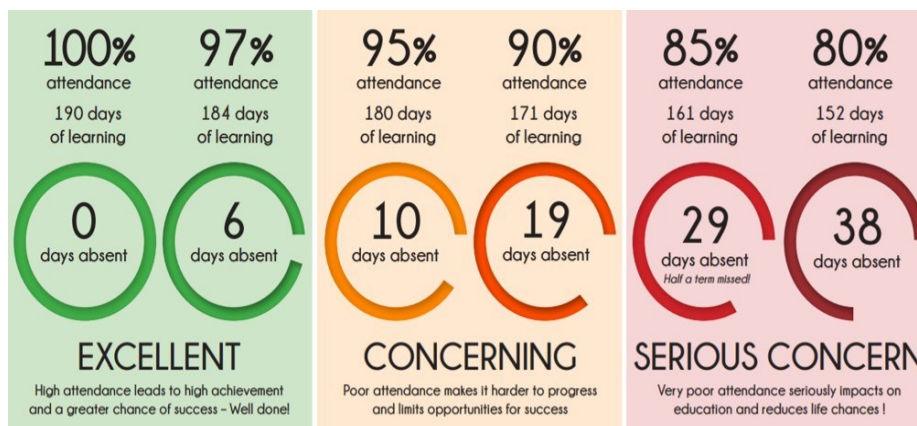 100%
attendance
190 days
of learning
0
days absent
97%
attendance
184 days
of learning
6
days absent
EXCELLENT
High attendance leads to high achievement
and a greater chance of success – Well done!
95%
attendance
180 days
of learning
10
days absent
90%
attendance
171 days
of learning
19
days absent
CONCERNING
Poor attendance makes it harder to progress
and limits opportunities for success
85%
attendance
161 days
of learning
29
days absent
Half a term missed!
80%
attendance
152 days
of learning
38
days absent
SERIOUS CONCERN
Very poor attendance seriously impacts on
education and reduces life chances !